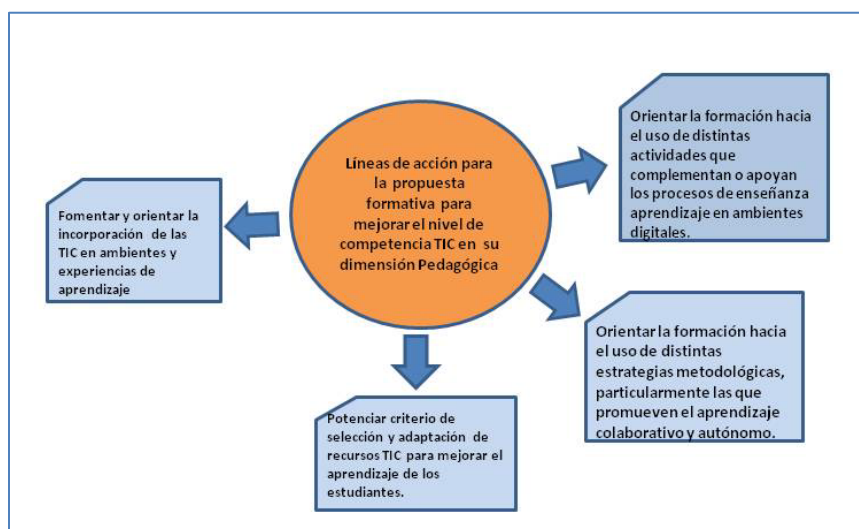 Líneas de acción para
la propuesta
formativa para
mejorar el nivel de
competencia TIC en su
dimensión Pedagógica
Orientar la formación hacia
el uso de distintas
actividades que
complementan o apoyan
los procesos de enseñanza
aprendizaje en ambientes
digitales.
Fomentar y orientar la
incorporación de las
TIC en ambientes y
experiencias de
aprendizaje
Orientar la formación hacia
el uso de distintas
estrategias metodológicas,
particularmente las que
promueven el aprendizaje
colaborativo y autónomo.
Potenciar criterio de
selección y adaptación de
recursos TIC para mejorar el
aprendizaje de los
estudiantes.